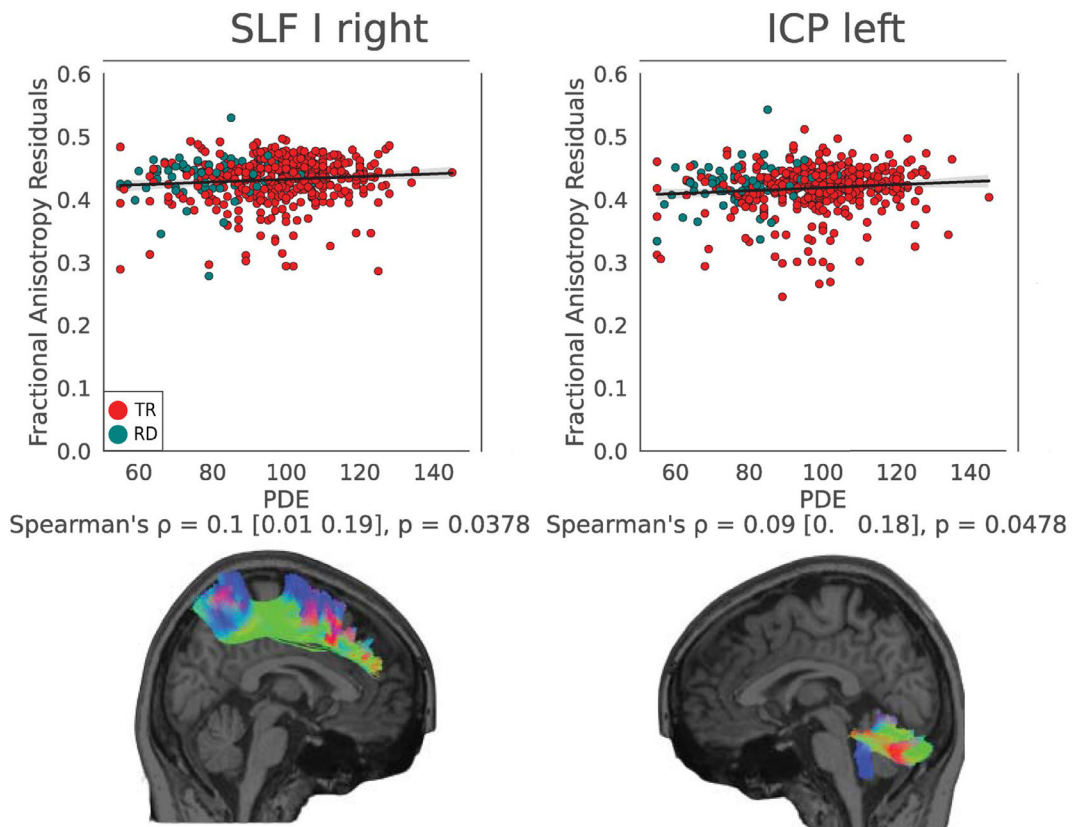 SLF I right
ICP left
Fractional Anisotropy Residuals
0.6
0.5
0.4
0.3
0.2
0.1
0.0
TR
RD
60 80 100 120 140
PDE
Spearman's ρ = 0.1 [0.01 0.19], p = 0.0378
Fractional Anisotropy Residuals
0.6
0.5
0.4
0.3
0.2
0.1
0.0
60 80 100 120 140
PDE
Spearman's ρ = 0.09 [0. 0.18], p = 0.0478